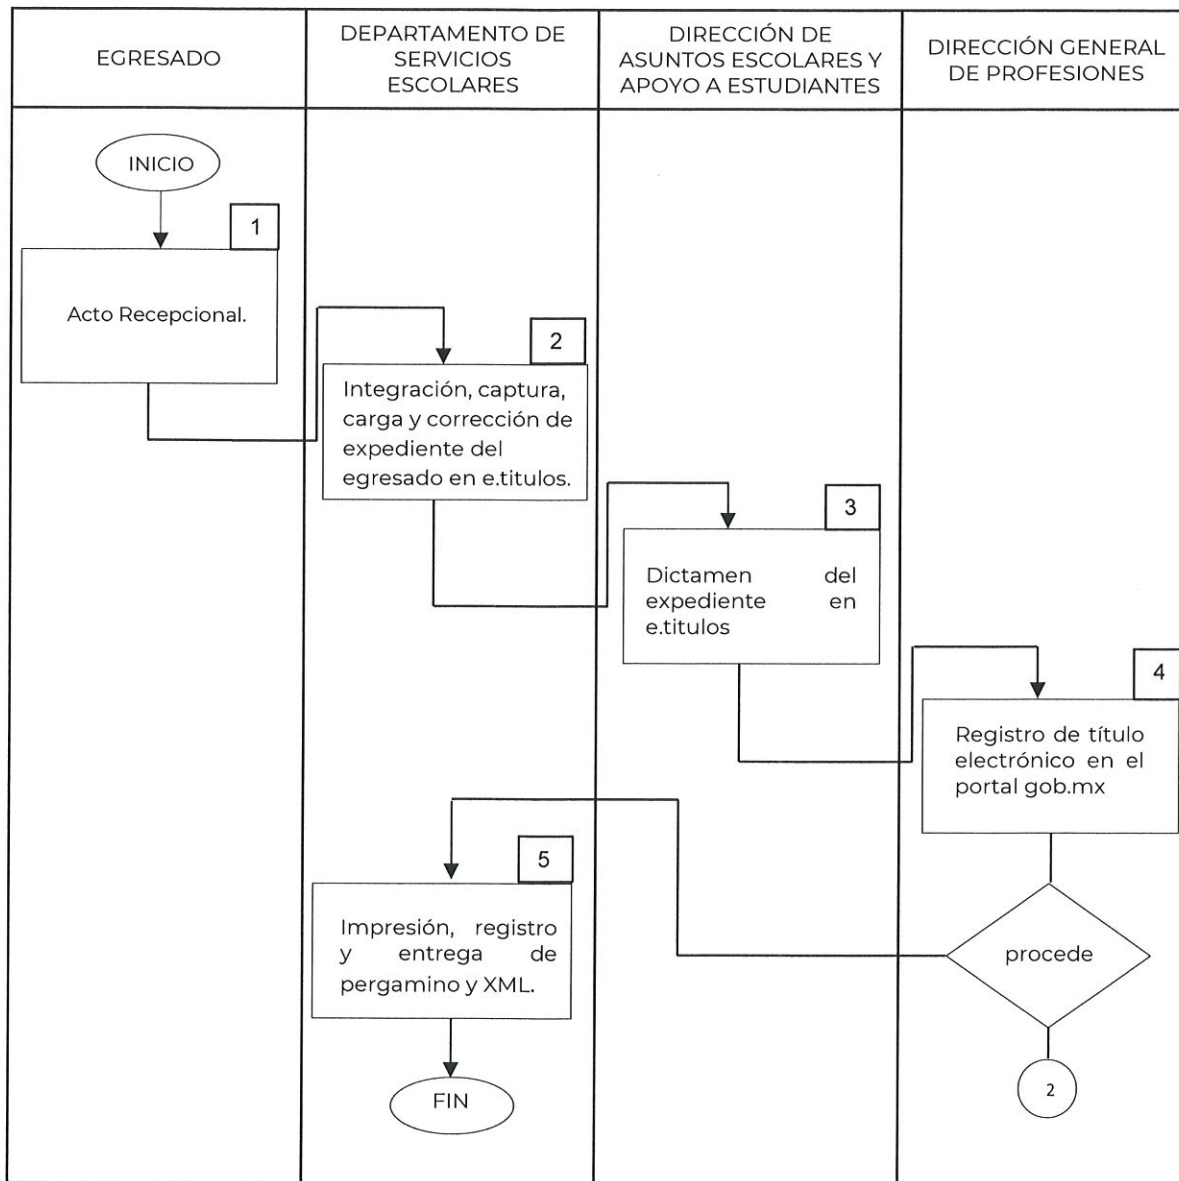 EGRESADO
DEPARTAMENTO DE
SERVICIOS
ESCOLARES
DIRECCIÓN DE
ASUNTOS ESCOLARES Y
APOYO A ESTUDIANTES
DIRECCIÓN GENERAL
DE PROFESIONES
INICIO
1
Acto Recepcional.
2
Integración, captura,
carga y corrección de
expediente del
egresado en e.titulos.
3
Dictamen del
expediente en
e.titulos
4
Registro de título
electrónico en el
portal gob.mx
procede
2
5
Impresión, registro
y entrega de
pergamino y XML.
FIN